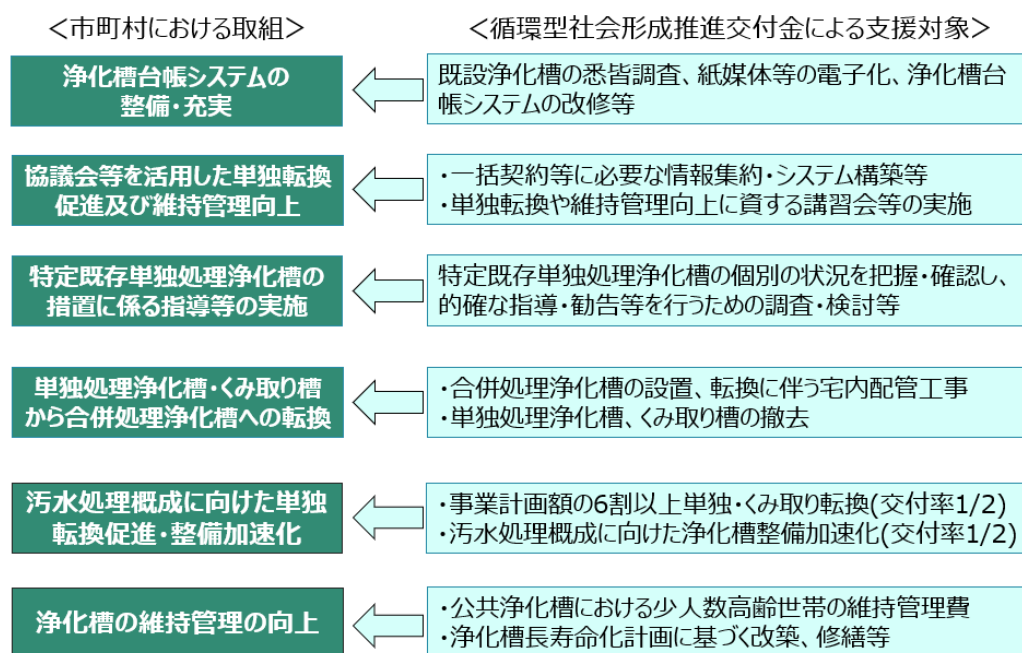 ＜市町村における取組＞
＜循環型社会形成推進交付金による支援対象＞
浄化槽台帳システムの
整備・充実
既設浄化槽の悉皆調査、紙媒体等の電子化、浄化槽台
帳システムの改修等
協議会等を活用した単独転換
促進及び維持管理向上
・一括契約等に必要な情報集約・システム構築等
・単独転換や維持管理向上に資する講習会等の実施
特定既存単独処理浄化槽の
措置に係る指導等の実施
特定既存単独処理浄化槽の個別の状況を把握・確認し、
的確な指導・勧告等を行うための調査・検討等
単独処理浄化槽・くみ取り槽
から合併処理浄化槽への転換
・合併処理浄化槽の設置、転換に伴う宅内配管工事
・単独処理浄化槽、くみ取り槽の撤去
汚水処理概成に向けた単独
転換促進・整備加速化
・事業計画額の6割以上単独・くみ取り転換(交付率1/2)
・汚水処理概成に向けた浄化槽整備加速化(交付率1/2)
浄化槽の維持管理の向上
・公共浄化槽における少人数高齢世帯の維持管理費
・浄化槽長寿命化計画に基づく改築、修繕等